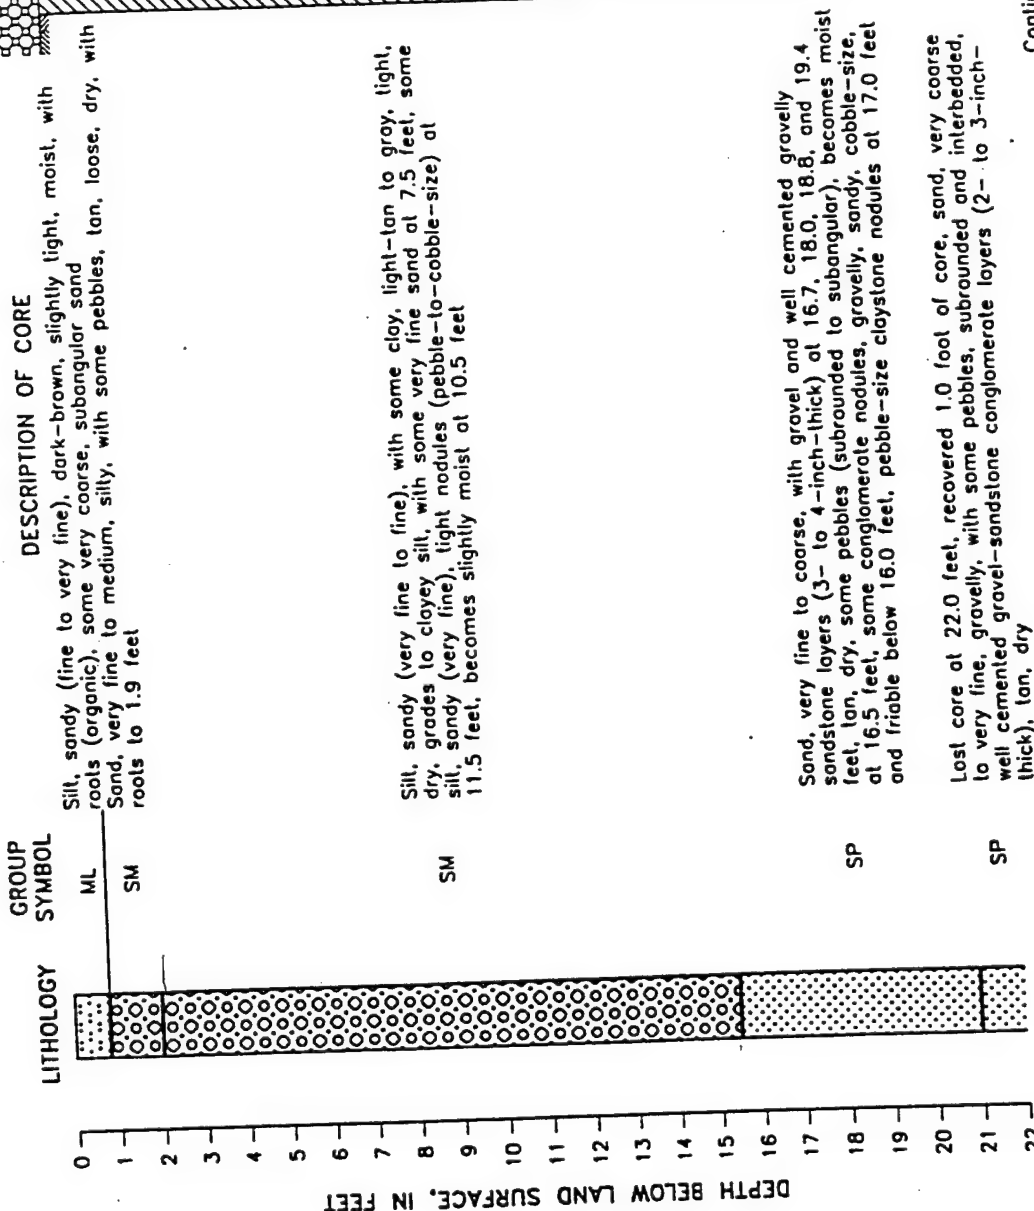 DESCRIPTION OF CORE
GROUP
SYMBOL
LITHOLOGY
ML
Silt, sandy (fine to very fine), dark-brown, slightly tight, moist, with
roots (organic), some very coarse, subangular sand
SM
Sand, very fine to medium, silty, with some pebbles, tan, loose, dry, with
roots to 1.9 feet
SM
Silt, sandy (very fine to fine), with some clay, light-tan to gray, tight,
dry, grades to clayey silt, with some very fine sand at 7.5 feet, some
silt, sandy (very fine), tight nodules (pebble-to-cobble-size) at
11.5 feet, becomes slightly moist at 10.5 feet
SP
Sand, very fine to coarse, with gravel and well cemented gravelly
sandstone layers (3- to 4-inch-thick) at 16.7, 18.0, 18.8, and 19.4
feet, tan, dry, some pebbles (subrounded to subangular), becomes moist
at 16.5 feet, some conglomerate nodules, gravelly, sandy, cobble-size,
and friable below 16.0 feet, pebble-size claystone nodules at 17.0 feet
SP
Lost core at 22.0 feet, recovered 1.0 foot of core, sand, very coarse
to very fine, gravelly, with some pebbles, subrounded and interbedded,
well cemented gravel-sandstone conglomerate layers (2- to 3-inch-
thick), tan, dry
0
1
2
3
4
5
6
7
8
9
10
11
12
13
14
15
16
17
18
19
20
21
22
DEPTH BELOW LAND SURFACE, IN FEET